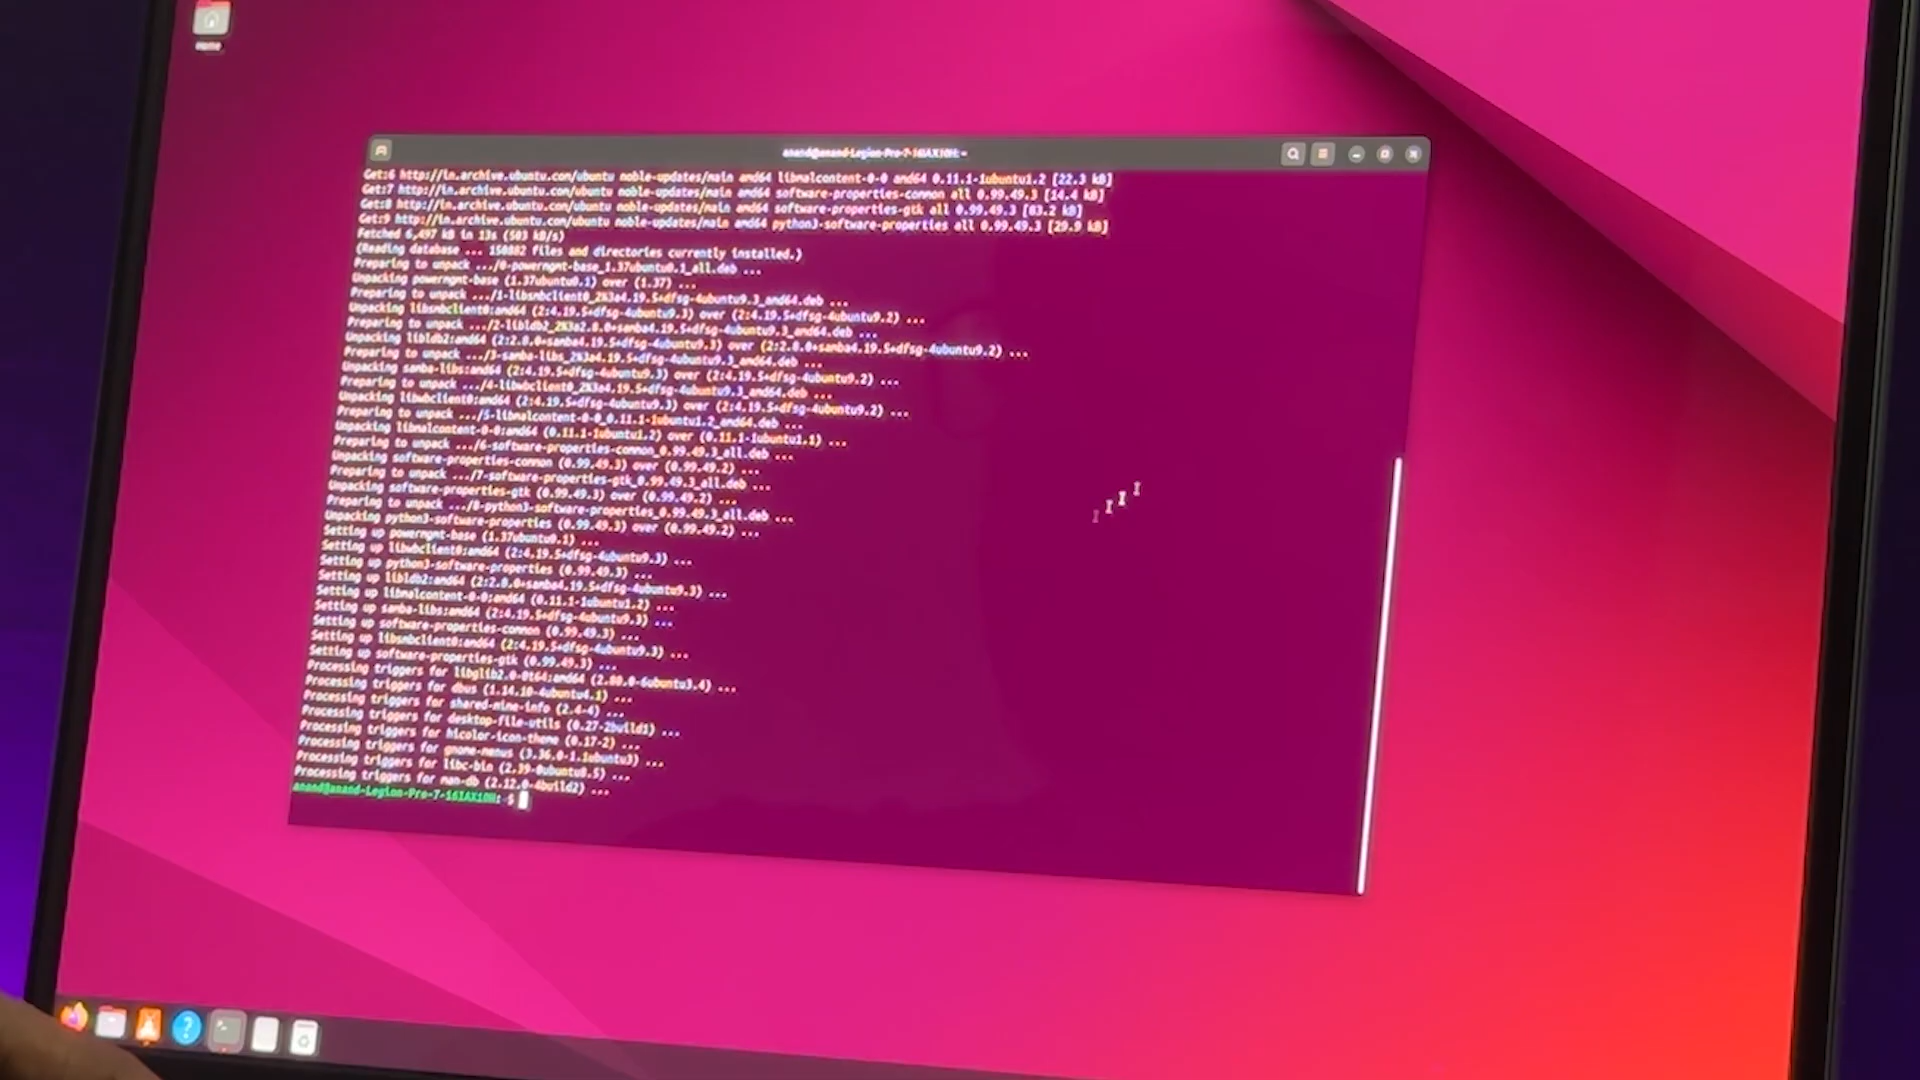 Home
anand@anand-Legion-Pro-7-16IAX10H: ~
Get:6 http://in.archive.ubuntu.com/ubuntu noble-updates/main amd64 libmalcontent-0-0 amd64 0.11.1-1ubuntu1.2 [22.3 kB]
Get:7 http://in.archive.ubuntu.com/ubuntu noble-updates/main amd64 software-properties-common all 0.99.49.3 [14.4 kB]
Get:8 http://in.archive.ubuntu.com/ubuntu noble-updates/main amd64 software-properties-gtk all 0.99.49.3 [83.2 kB]
Get:9 http://in.archive.ubuntu.com/ubuntu noble-updates/main amd64 python3-software-properties all 0.99.49.3 [29.9 kB]
Fetched 6,497 kB in 13s (503 kB/s)
(Reading database ... 150882 files and directories currently installed.)
Preparing to unpack .../0-powermgmt-base_1.37ubuntu0.1_all.deb ...
Unpacking powermgmt-base (1.37ubuntu0.1) over (1.37) ...
Preparing to unpack .../1-libsmbclient0_2%3a4.19.5+dfsg-4ubuntu9.3_amd64.deb ...
Unpacking libsmbclient0:amd64 (2:4.19.5+dfsg-4ubuntu9.3) over (2:4.19.5+dfsg-4ubuntu9.2) ...
Preparing to unpack .../2-libldb2_2%3a2.8.0+samba4.19.5+dfsg-4ubuntu9.3_amd64.deb ...
Unpacking libldb2:amd64 (2:2.8.0+samba4.19.5+dfsg-4ubuntu9.3) over (2:2.8.0+samba4.19.5+dfsg-4ubuntu9.2) ...
Preparing to unpack .../3-samba-libs_2%3a4.19.5+dfsg-4ubuntu9.3_amd64.deb ...
Unpacking samba-libs:amd64 (2:4.19.5+dfsg-4ubuntu9.3) over (2:4.19.5+dfsg-4ubuntu9.2) ...
Preparing to unpack .../4-libwbclient0_2%3a4.19.5+dfsg-4ubuntu9.3_amd64.deb ...
Unpacking libwbclient0:amd64 (2:4.19.5+dfsg-4ubuntu9.3) over (2:4.19.5+dfsg-4ubuntu9.2) ...
Preparing to unpack .../5-libmalcontent-0-0_0.11.1-1ubuntu1.2_amd64.deb ...
Unpacking libmalcontent-0-0:amd64 (0.11.1-1ubuntu1.2) over (0.11.1-1ubuntu1.1) ...
Preparing to unpack .../6-software-properties-common_0.99.49.3_all.deb ...
Unpacking software-properties-common (0.99.49.3) over (0.99.49.2) ...
Preparing to unpack .../7-software-properties-gtk_0.99.49.3_all.deb ...
Unpacking software-properties-gtk (0.99.49.3) over (0.99.49.2) ...
Preparing to unpack .../8-python3-software-properties_0.99.49.3_all.deb ...
Unpacking python3-software-properties (0.99.49.3) over (0.99.49.2) ...
Setting up powermgmt-base (1.37ubuntu0.1) ...
Setting up libwbclient0:amd64 (2:4.19.5+dfsg-4ubuntu9.3) ...
Setting up python3-software-properties (0.99.49.3) ...
Setting up libldb2:amd64 (2:2.8.0+samba4.19.5+dfsg-4ubuntu9.3) ...
Setting up libmalcontent-0-0:amd64 (0.11.1-1ubuntu1.2) ...
Setting up samba-libs:amd64 (2:4.19.5+dfsg-4ubuntu9.3) ...
Setting up software-properties-common (0.99.49.3) ...
Setting up libsmbclient0:amd64 (2:4.19.5+dfsg-4ubuntu9.3) ...
Setting up software-properties-gtk (0.99.49.3) ...
Processing triggers for libglib2.0-0t64:amd64 (2.80.0-6ubuntu3.4) ...
Processing triggers for dbus (1.14.10-4ubuntu4.1) ...
Processing triggers for shared-mime-info (2.4-4) ...
Processing triggers for desktop-file-utils (0.27-2build1) ...
Processing triggers for hicolor-icon-theme (0.17-2) ...
Processing triggers for gnome-menus (3.36.0-1.1ubuntu3) ...
Processing triggers for libc-bin (2.39-0ubuntu8.5) ...
Processing triggers for man-db (2.12.0-4build2) ...
anand@anand-Legion-Pro-7-16IAX10H:~$